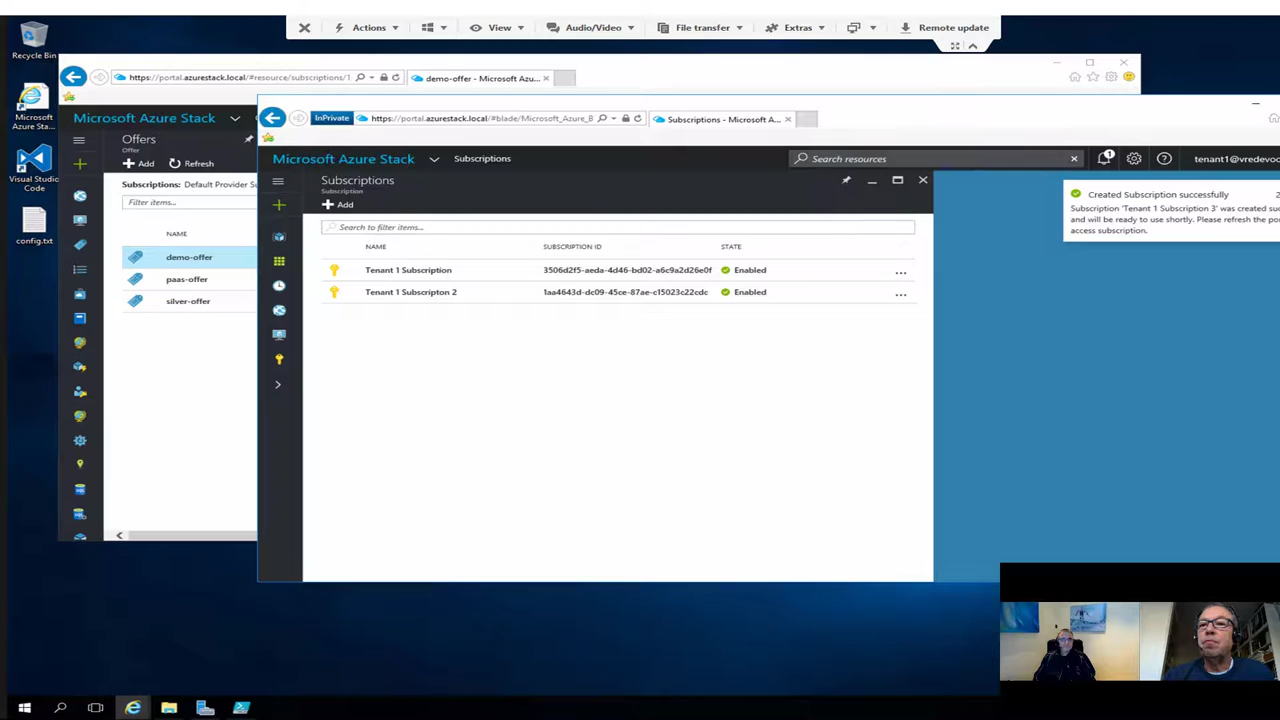 Actions
View
Audio/Video
File transfer
Extras
Remote update
Recycle Bin
https://portal.azurestack.local/#resource/subscriptions/1
demo-offer - Microsoft Azu...
Microsoft
Azure Sta...
Visual Studio
Code
config.txt
Microsoft Azure Stack
Offers
Offer
Add
Refresh
Subscriptions: Default Provider Su
Filter items...
NAME
demo-offer
paas-offer
silver-offer
InPrivate
https://portal.azurestack.local/#blade/Microsoft_Azure_B
Subscriptions - Microsoft A...
Microsoft Azure Stack
Subscriptions
Search resources
1
tenant1@vredevoo
Subscriptions
Subscription
Add
Search to filter items...
NAME SUBSCRIPTION ID STATE
Tenant 1 Subscription 3506d2f5-aeda-4d46-bd02-a6c9a2d26e0f Enabled ...
Tenant 1 Subscripton 2 1aa4643d-dc09-45ce-87ae-c15023c22cdc Enabled ...
Created Subscription successfully 2
Subscription 'Tenant 1 Subscription 3' was created suc
and will be ready to use shortly. Please refresh the por
access subscription.